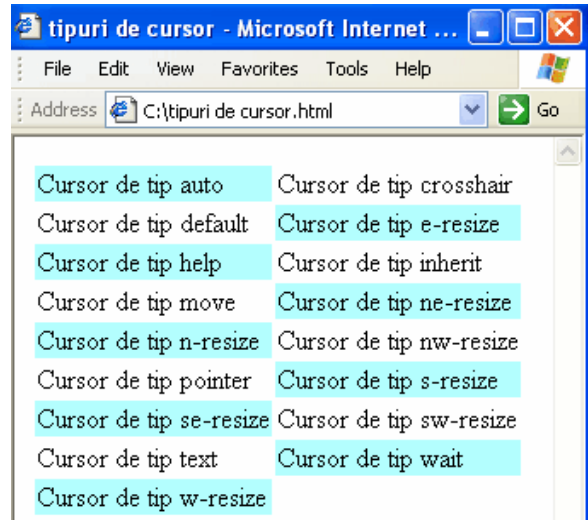 tipuri de cursor - Microsoft Internet ...
File Edit View Favorites Tools Help
Address C:\tipuri de cursor.html Go
Cursor de tip auto Cursor de tip crosshair
Cursor de tip default Cursor de tip e-resize
Cursor de tip help Cursor de tip inherit
Cursor de tip move Cursor de tip ne-resize
Cursor de tip n-resize Cursor de tip nw-resize
Cursor de tip pointer Cursor de tip s-resize
Cursor de tip se-resize Cursor de tip sw-resize
Cursor de tip text Cursor de tip wait
Cursor de tip w-resize